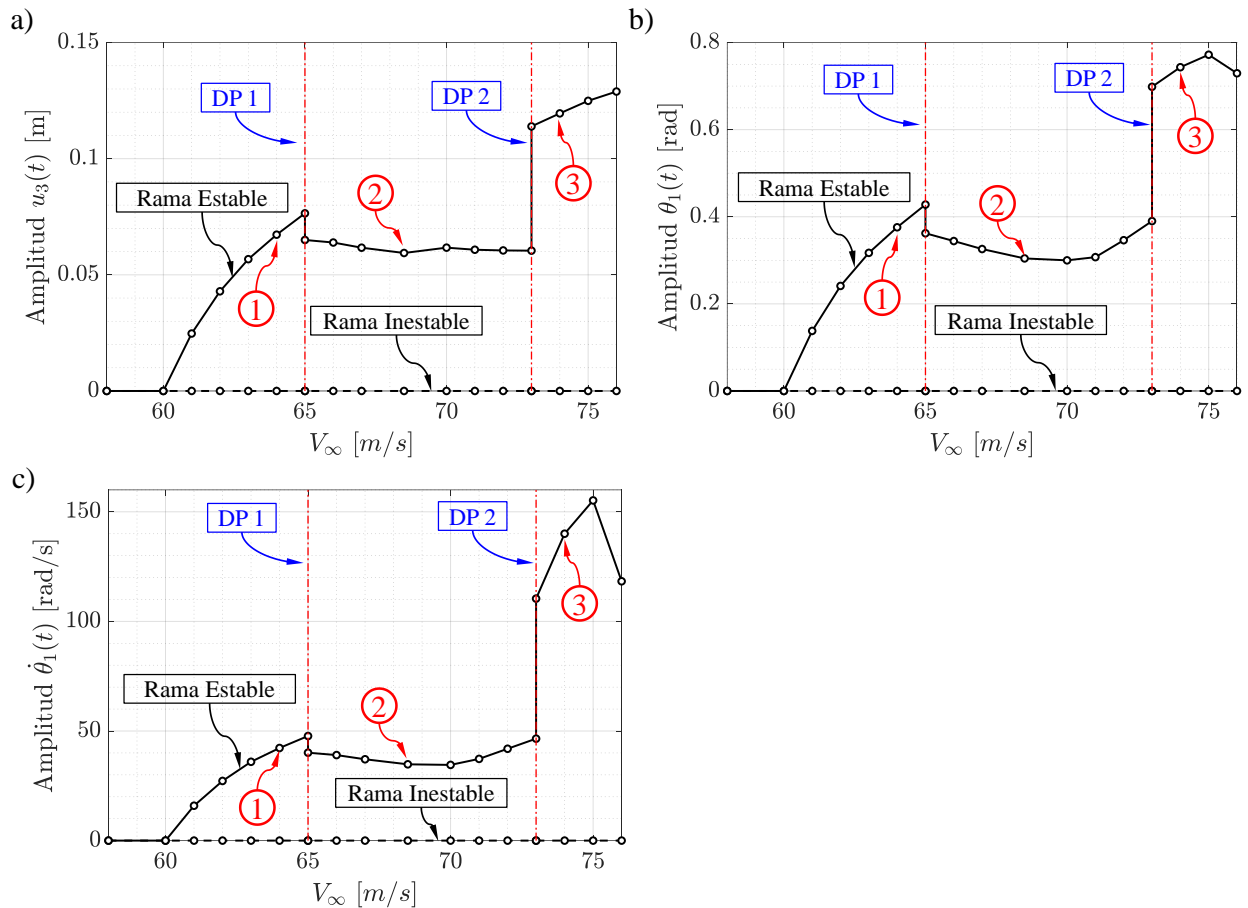 a)
Amplitud u₃(t) [m]
0.15
0.1
0.05
0
60
65
70
75
V∞ [m/s]
DP 1
DP 2
Rama Estable
Rama Inestable
1
2
3
b)
Amplitud θ₁(t) [rad]
0.8
0.6
0.4
0.2
0
60
65
70
75
V∞ [m/s]
DP 1
DP 2
Rama Estable
Rama Inestable
1
2
3
c)
Amplitud θ̇₁(t) [rad/s]
150
100
50
0
60
65
70
75
V∞ [m/s]
DP 1
DP 2
Rama Estable
Rama Inestable
1
2
3